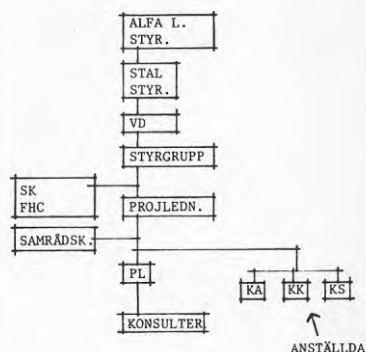 ALFA L.
STYR.
STAL
STYR.
VD
STYRGRUPP
SK
FHC
PROJLEDN.
SAMRÅDSK.
PL
KA KK KS
KONSULTER
ANSTÄLLDA